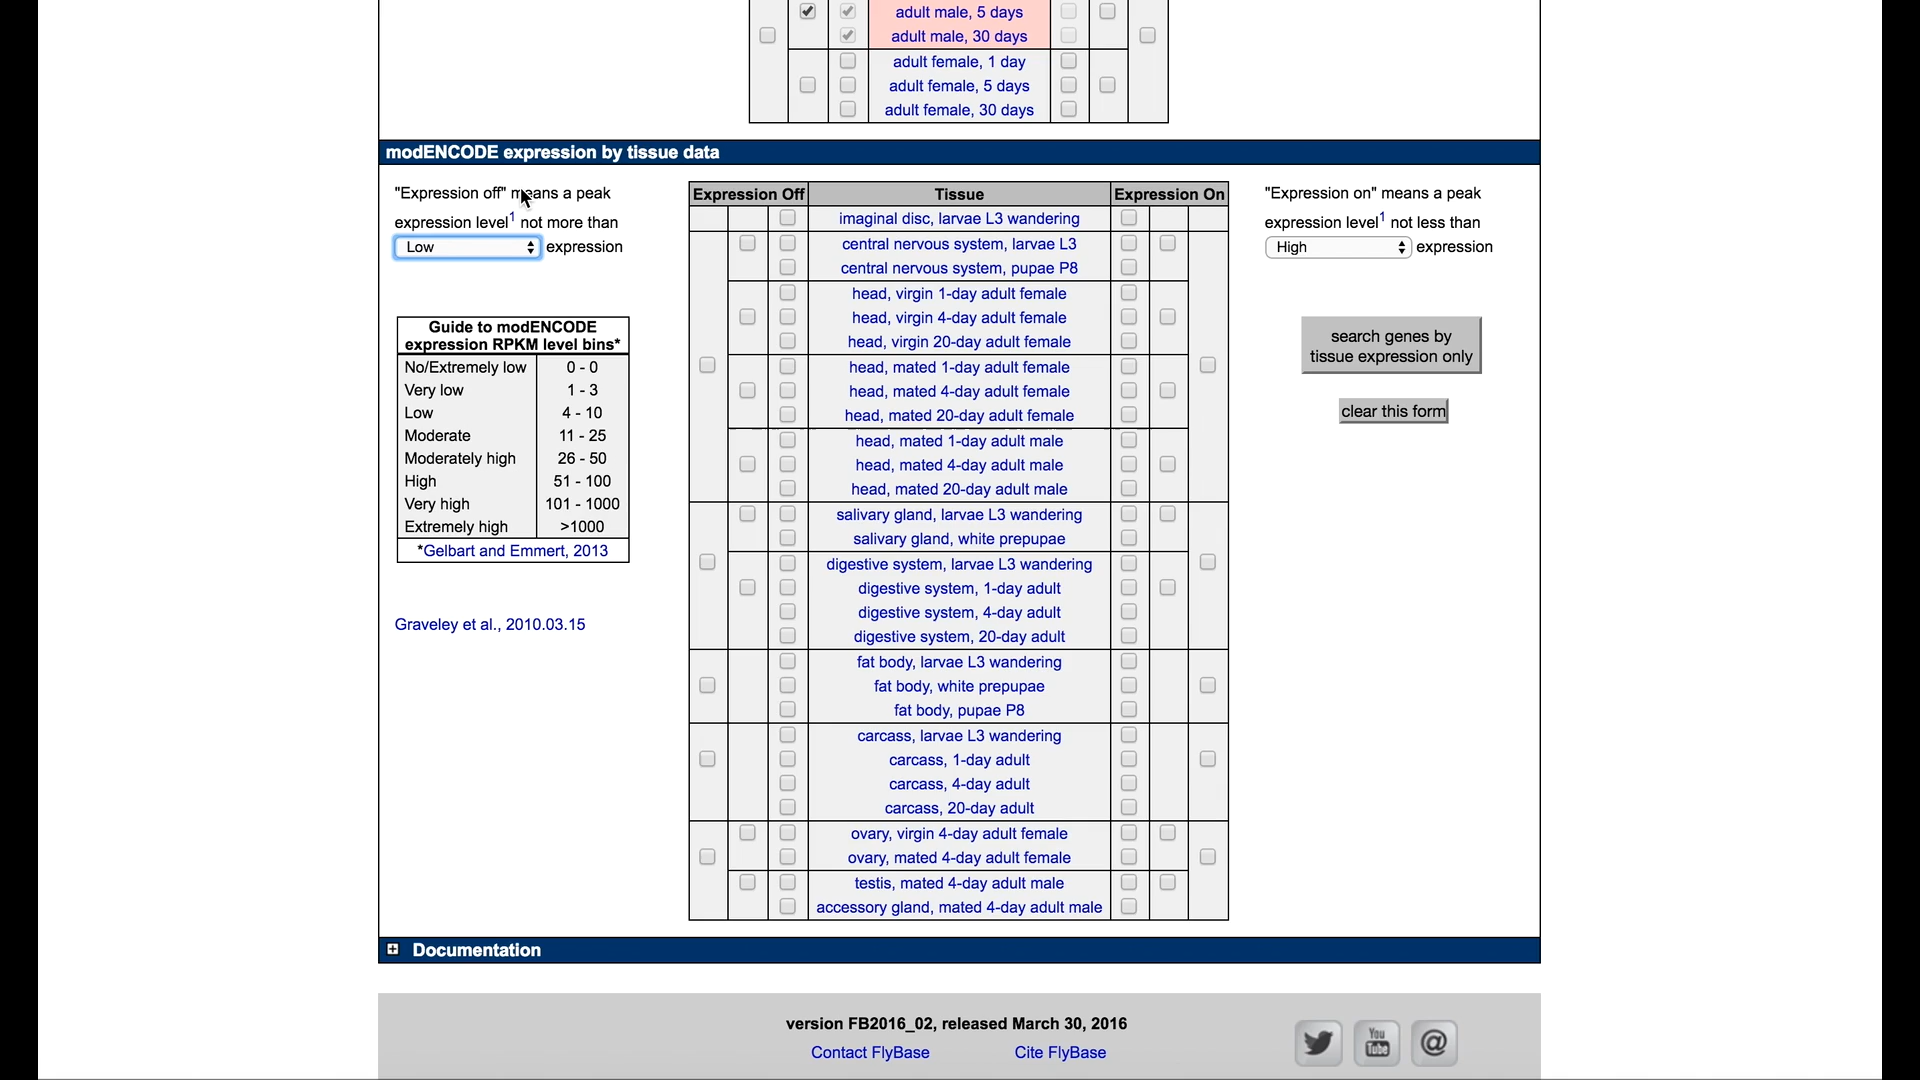 adult male, 5 days
adult male, 30 days
adult female, 1 day
adult female, 5 days
adult female, 30 days
modENCODE expression by tissue data
"Expression off" means a peak
expression level1 not more than
Low expression
Guide to modENCODE
expression RPKM level bins*
No/Extremely low 0 - 0
Very low 1 - 3
Low 4 - 10
Moderate 11 - 25
Moderately high 26 - 50
High 51 - 100
Very high 101 - 1000
Extremely high >1000
*Gelbart and Emmert, 2013
Graveley et al., 2010.03.15
Expression Off Tissue Expression On
imaginal disc, larvae L3 wandering
central nervous system, larvae L3
central nervous system, pupae P8
head, virgin 1-day adult female
head, virgin 4-day adult female
head, virgin 20-day adult female
head, mated 1-day adult female
head, mated 4-day adult female
head, mated 20-day adult female
head, mated 1-day adult male
head, mated 4-day adult male
head, mated 20-day adult male
salivary gland, larvae L3 wandering
salivary gland, white prepupae
digestive system, larvae L3 wandering
digestive system, 1-day adult
digestive system, 4-day adult
digestive system, 20-day adult
fat body, larvae L3 wandering
fat body, white prepupae
fat body, pupae P8
carcass, larvae L3 wandering
carcass, 1-day adult
carcass, 4-day adult
carcass, 20-day adult
ovary, virgin 4-day adult female
ovary, mated 4-day adult female
testis, mated 4-day adult male
accessory gland, mated 4-day adult male
"Expression on" means a peak
expression level1 not less than
High expression
search genes by
tissue expression only
clear this form
Documentation
version FB2016_02, released March 30, 2016
Contact FlyBase Cite FlyBase
You
Tube
@